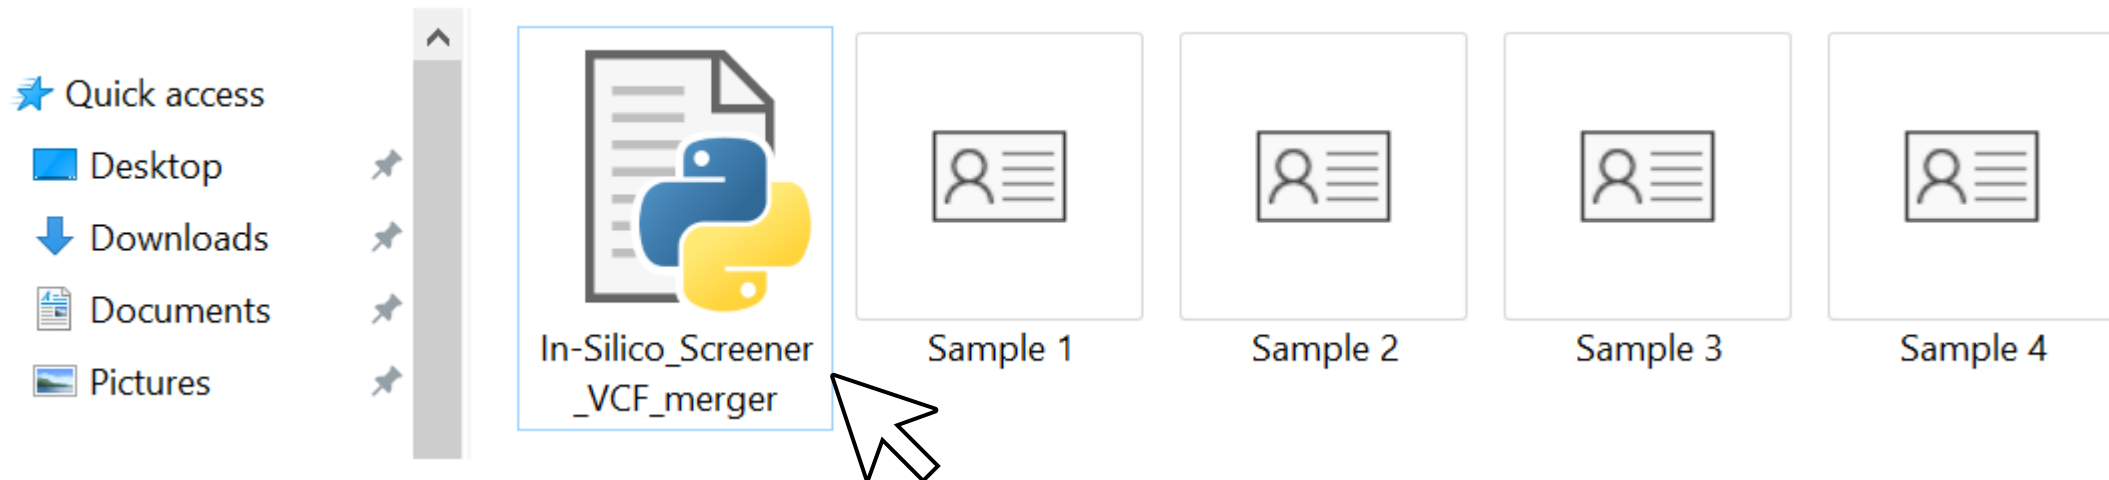 Quick access
Desktop
Downloads
Documents
Pictures
In-Silico_Screener
_VCF_merger
Sample 1
Sample 2
Sample 3
Sample 4